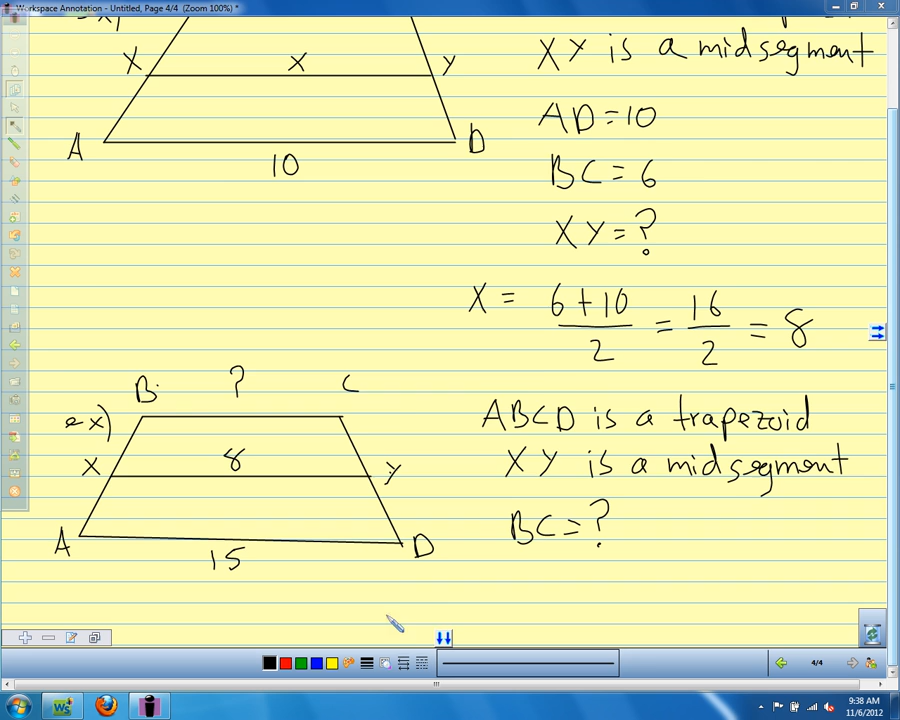 Workspace Annotation - Untitled, Page 4/4 (Zoom 100%) *
XY is a midsegment
X x y
AD=10
A D
10
BC=6
XY=?
X = 6+10/2 = 16/2 = 8
B ? C
ex)
ABCD is a trapezoid
X 8 y
XY is a midsegment
BC=?
A D
15
4/4
9:38 AM
11/6/2012